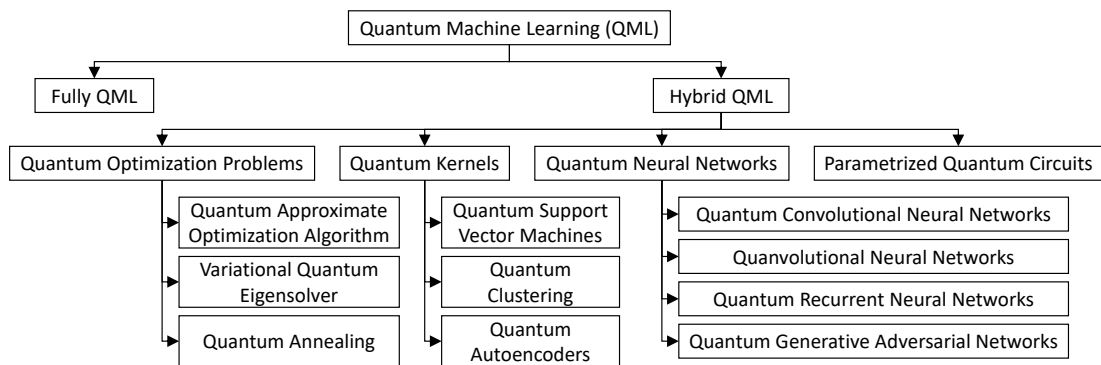 Quantum Machine Learning (QML)
Fully QML
Hybrid QML
Quantum Optimization Problems
Quantum Kernels
Quantum Neural Networks
Parametrized Quantum Circuits
Quantum Approximate
Optimization Algorithm
Variational Quantum
Eigensolver
Quantum Annealing
Quantum Support
Vector Machines
Quantum
Clustering
Quantum
Autoencoders
Quantum Convolutional Neural Networks
Quanvolutional Neural Networks
Quantum Recurrent Neural Networks
Quantum Generative Adversarial Networks